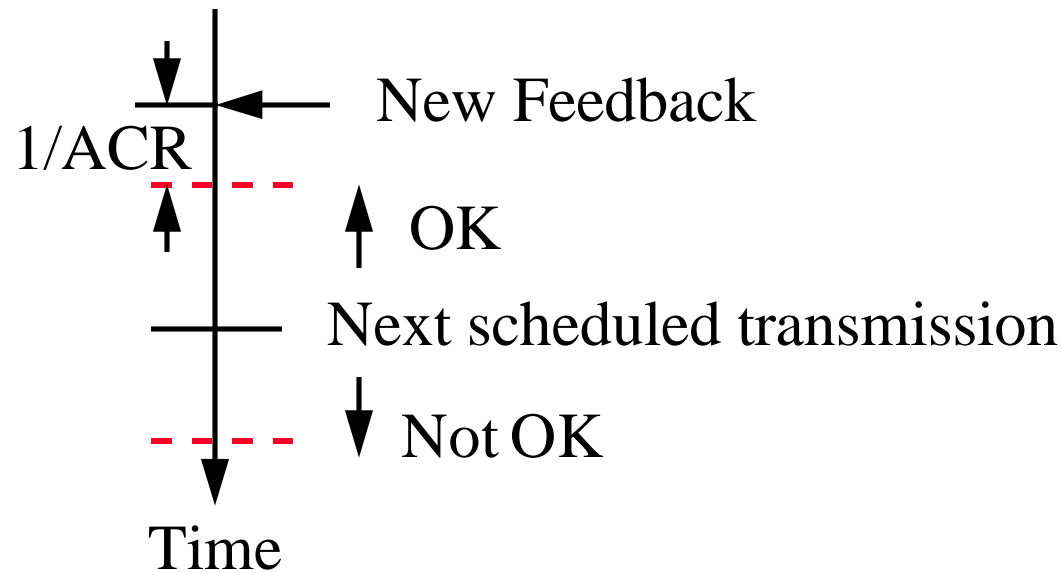 New Feedback
1/ACR
OK
Next scheduled transmission
Not OK
Time